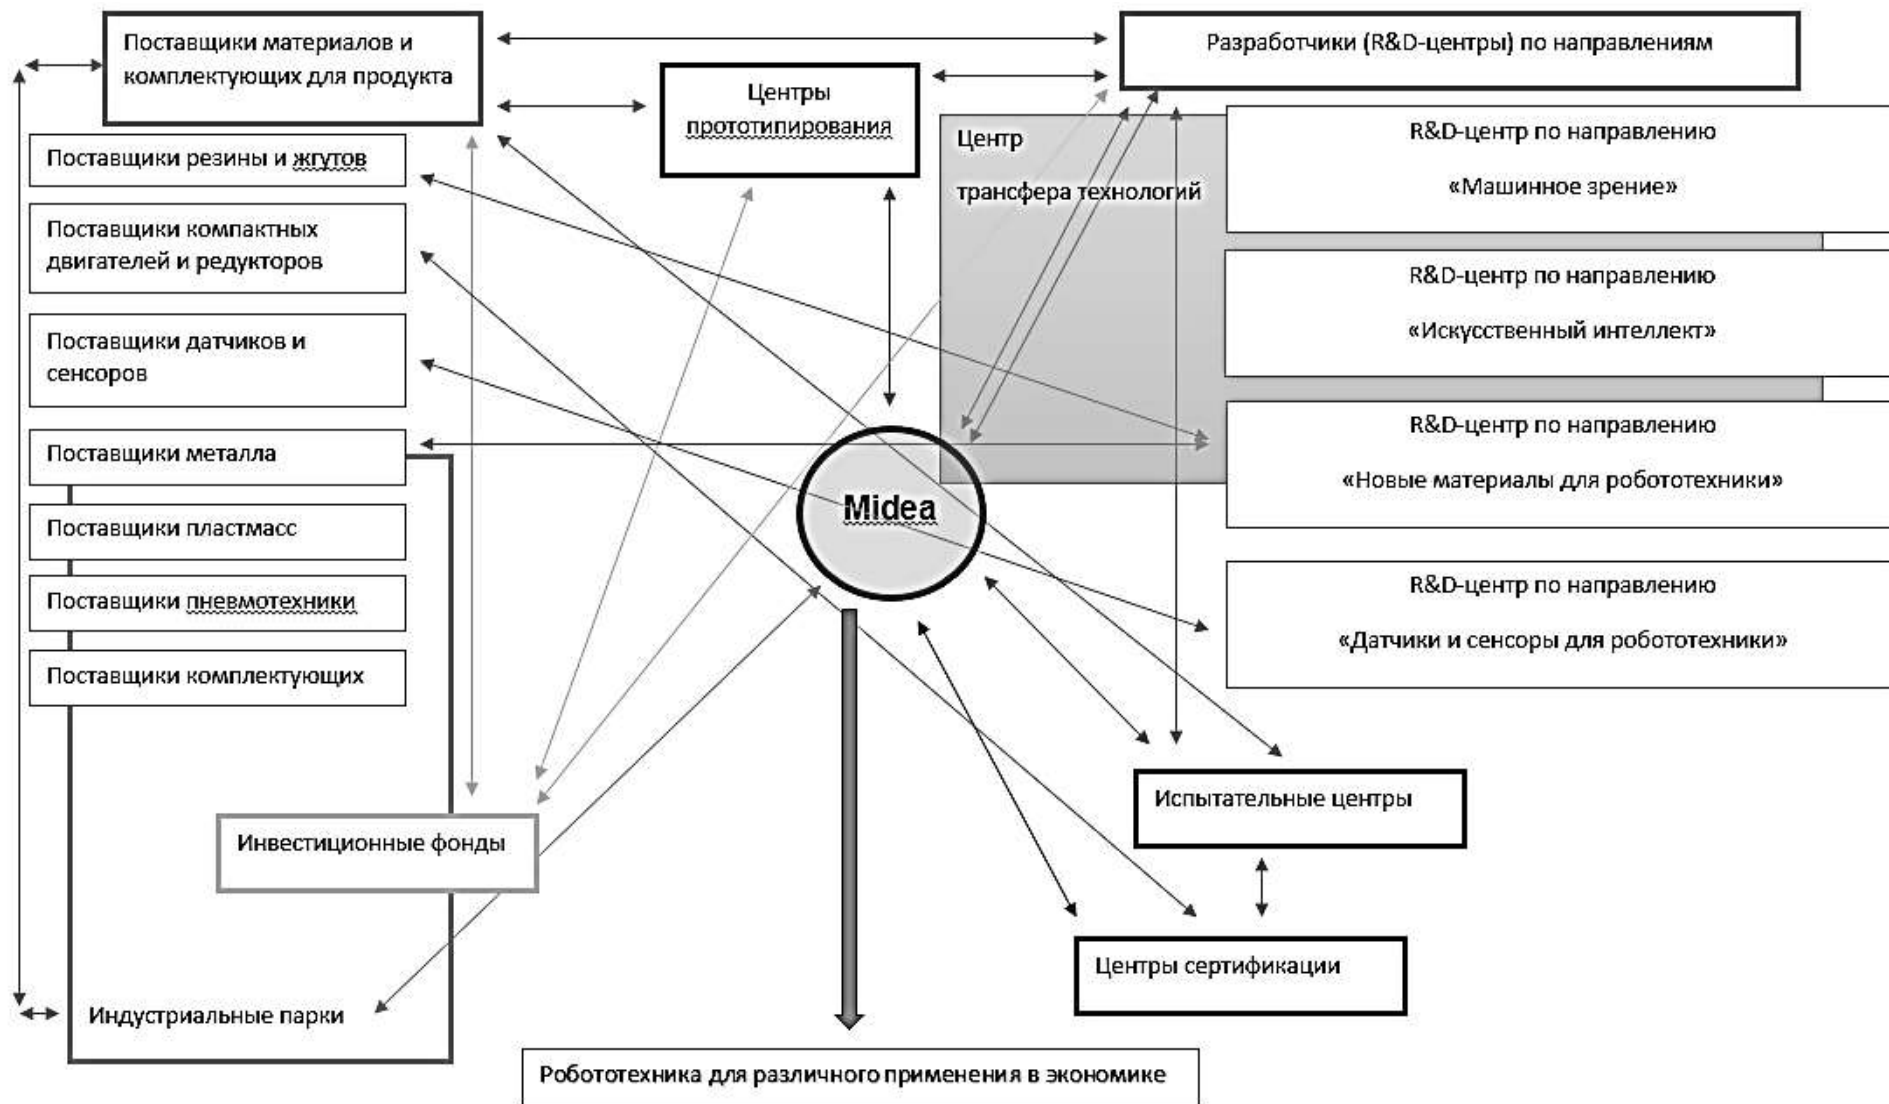 Поставщики материалов и
комплектующих для продукта
Разработчики (R&D-центры) по направлениям
Центры
прототипирования
Центр
трансфера технологий
R&D-центр по направлению
«Машинное зрение»
R&D-центр по направлению
«Искусственный интеллект»
R&D-центр по направлению
«Новые материалы для робототехники»
R&D-центр по направлению
«Датчики и сенсоры для робототехники»
Поставщики резины и жгутов
Поставщики компактных
двигателей и редукторов
Поставщики датчиков и
сенсоров
Поставщики металла
Поставщики пластмасс
Поставщики пневмотехники
Поставщики комплектующих
Midea
Инвестиционные фонды
Индустриальные парки
Испытательные центры
Центры сертификации
Робототехника для различного применения в экономике